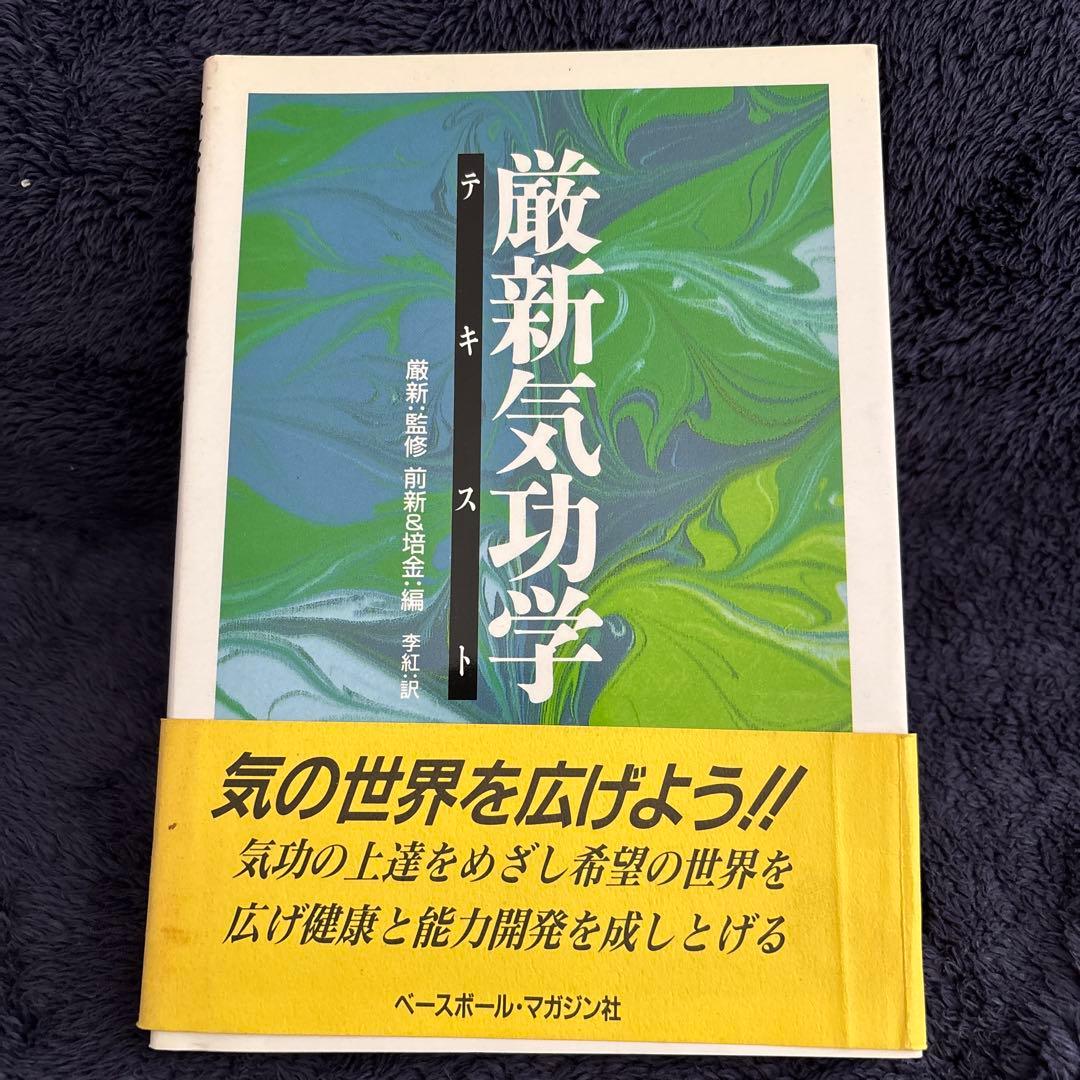 厳新気功学
テキスト
厳新:監修 前新&培金:編 李紅:訳
気の世界を広げよう!!
気功の上達をめざし希望の世界を
広げ健康と能力開発を成しとげる
ベースボール・マガジン社